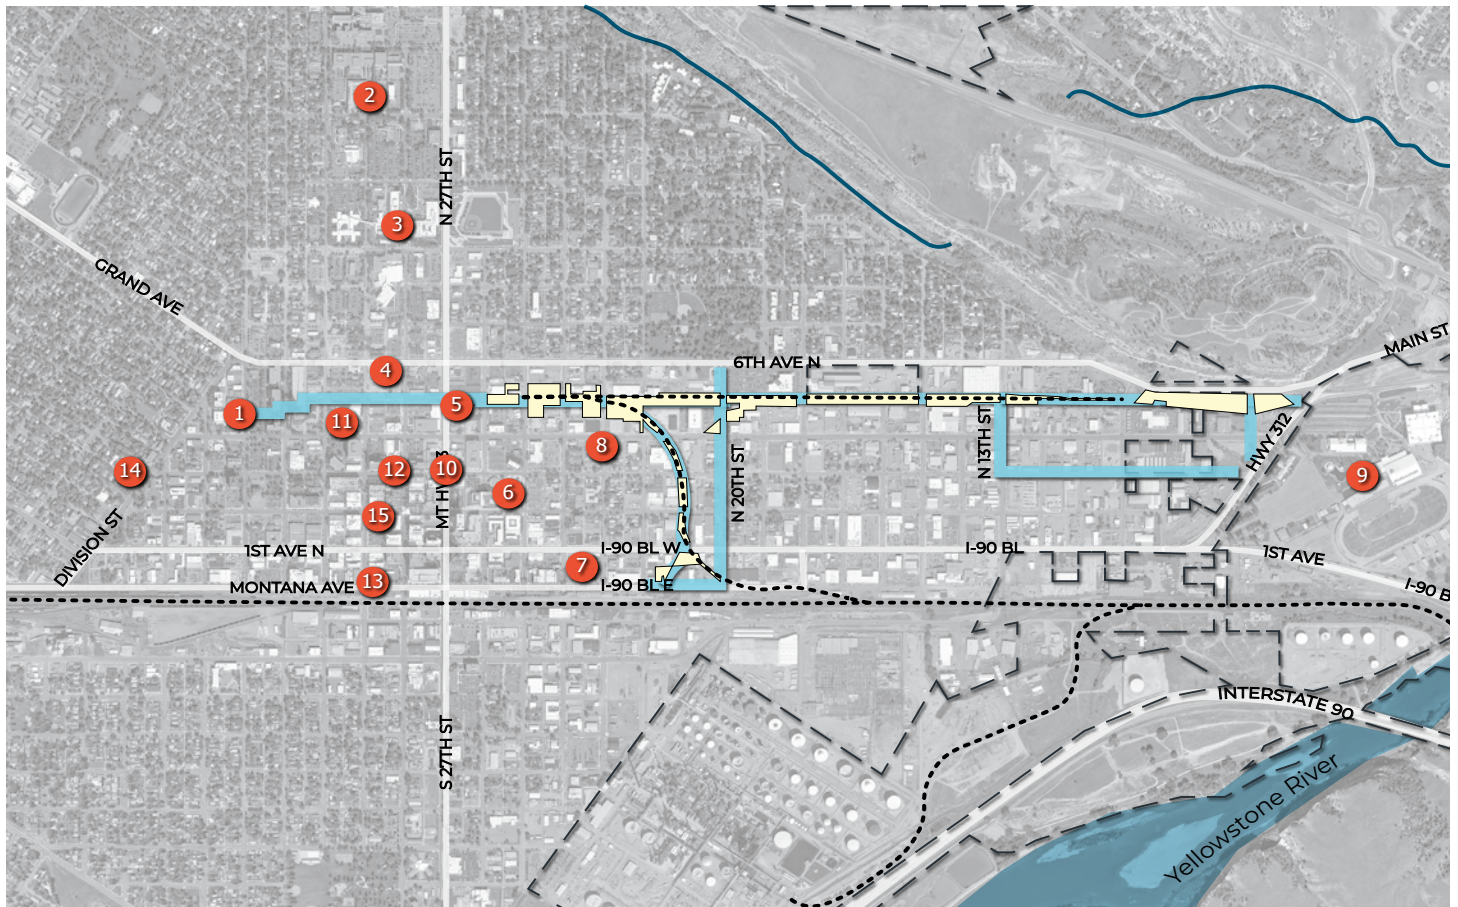 2
N 27TH ST
3
GRAND AVE
MAIN ST
6TH AVE N
4
5
1
11
8
N 13TH ST
HWY 312
14
12
10
MT HW 3
N 20TH ST
9
6
15
DIVISION ST
1ST AVE N
I-90 BL W
I-90 BL
1ST AVE
7
MONTANA AVE
13
I-90 BL E
I-90 B
INTERSTATE 90
S 27TH ST
Yellowstone River